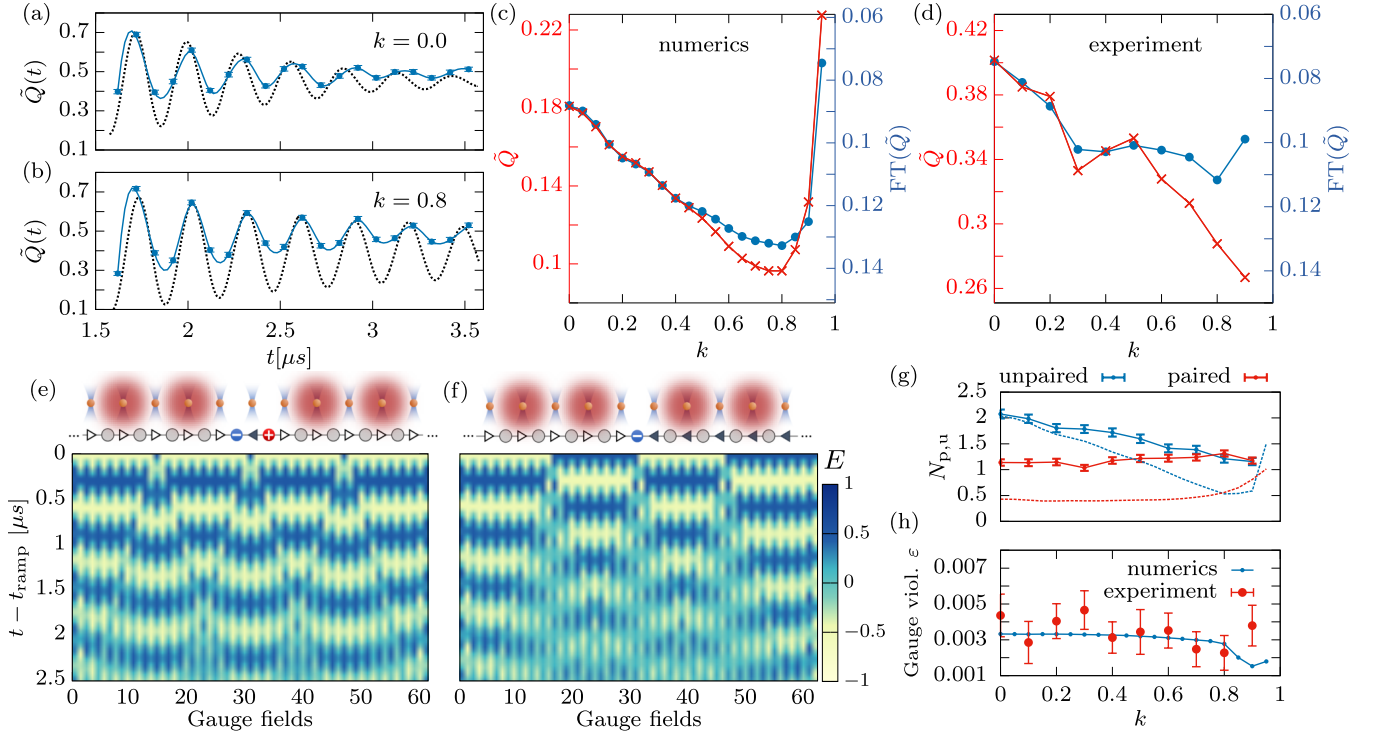 (a)
0.7
0.5
0.3
0.1
Q̃(t)
k = 0.0
(b)
0.7
0.5
0.3
0.1
Q̃(t)
k = 0.8
1.5
2
2.5
3
3.5
t[μs]
(c)
0.22
0.18
0.14
0.1
Q̃
numerics
0.06
0.08
0.1
0.12
0.14
FT(Q̃)
0
0.2
0.4
0.6
0.8
1
k
(d)
0.42
0.38
0.34
0.3
0.26
Q̃
experiment
0.06
0.08
0.1
0.12
0.14
FT(Q̃)
0
0.2
0.4
0.6
0.8
1
k
(e)
... − + ...
0
0.5
1
1.5
2
2.5
t − t_ramp [μs]
0
10
20
30
40
50
60
Gauge fields
(f)
... − ...
0
10
20
30
40
50
60
Gauge fields
E
1
0.5
0
−0.5
−1
(g)
unpaired
paired
2.5
2
1.5
1
0.5
0
N_p,u
(h)
0.007
0.005
0.003
0.001
Gauge viol. ε
numerics
experiment
0
0.2
0.4
0.6
0.8
1
k